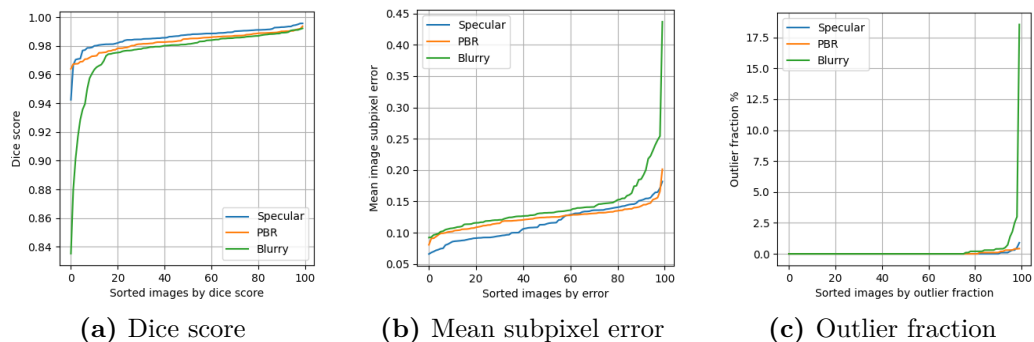 1.00
0.98
0.96
0.94
0.92
0.90
0.88
0.86
0.84
Dice score
Specular
PBR
Blurry
0 20 40 60 80 100
Sorted images by dice score
(a) Dice score
0.45
0.40
0.35
0.30
0.25
0.20
0.15
0.10
0.05
Mean image subpixel error
Specular
PBR
Blurry
0 20 40 60 80 100
Sorted images by error
(b) Mean subpixel error
17.5
15.0
12.5
10.0
7.5
5.0
2.5
0.0
Outlier fraction %
Specular
PBR
Blurry
0 20 40 60 80 100
Sorted images by outlier fraction
(c) Outlier fraction